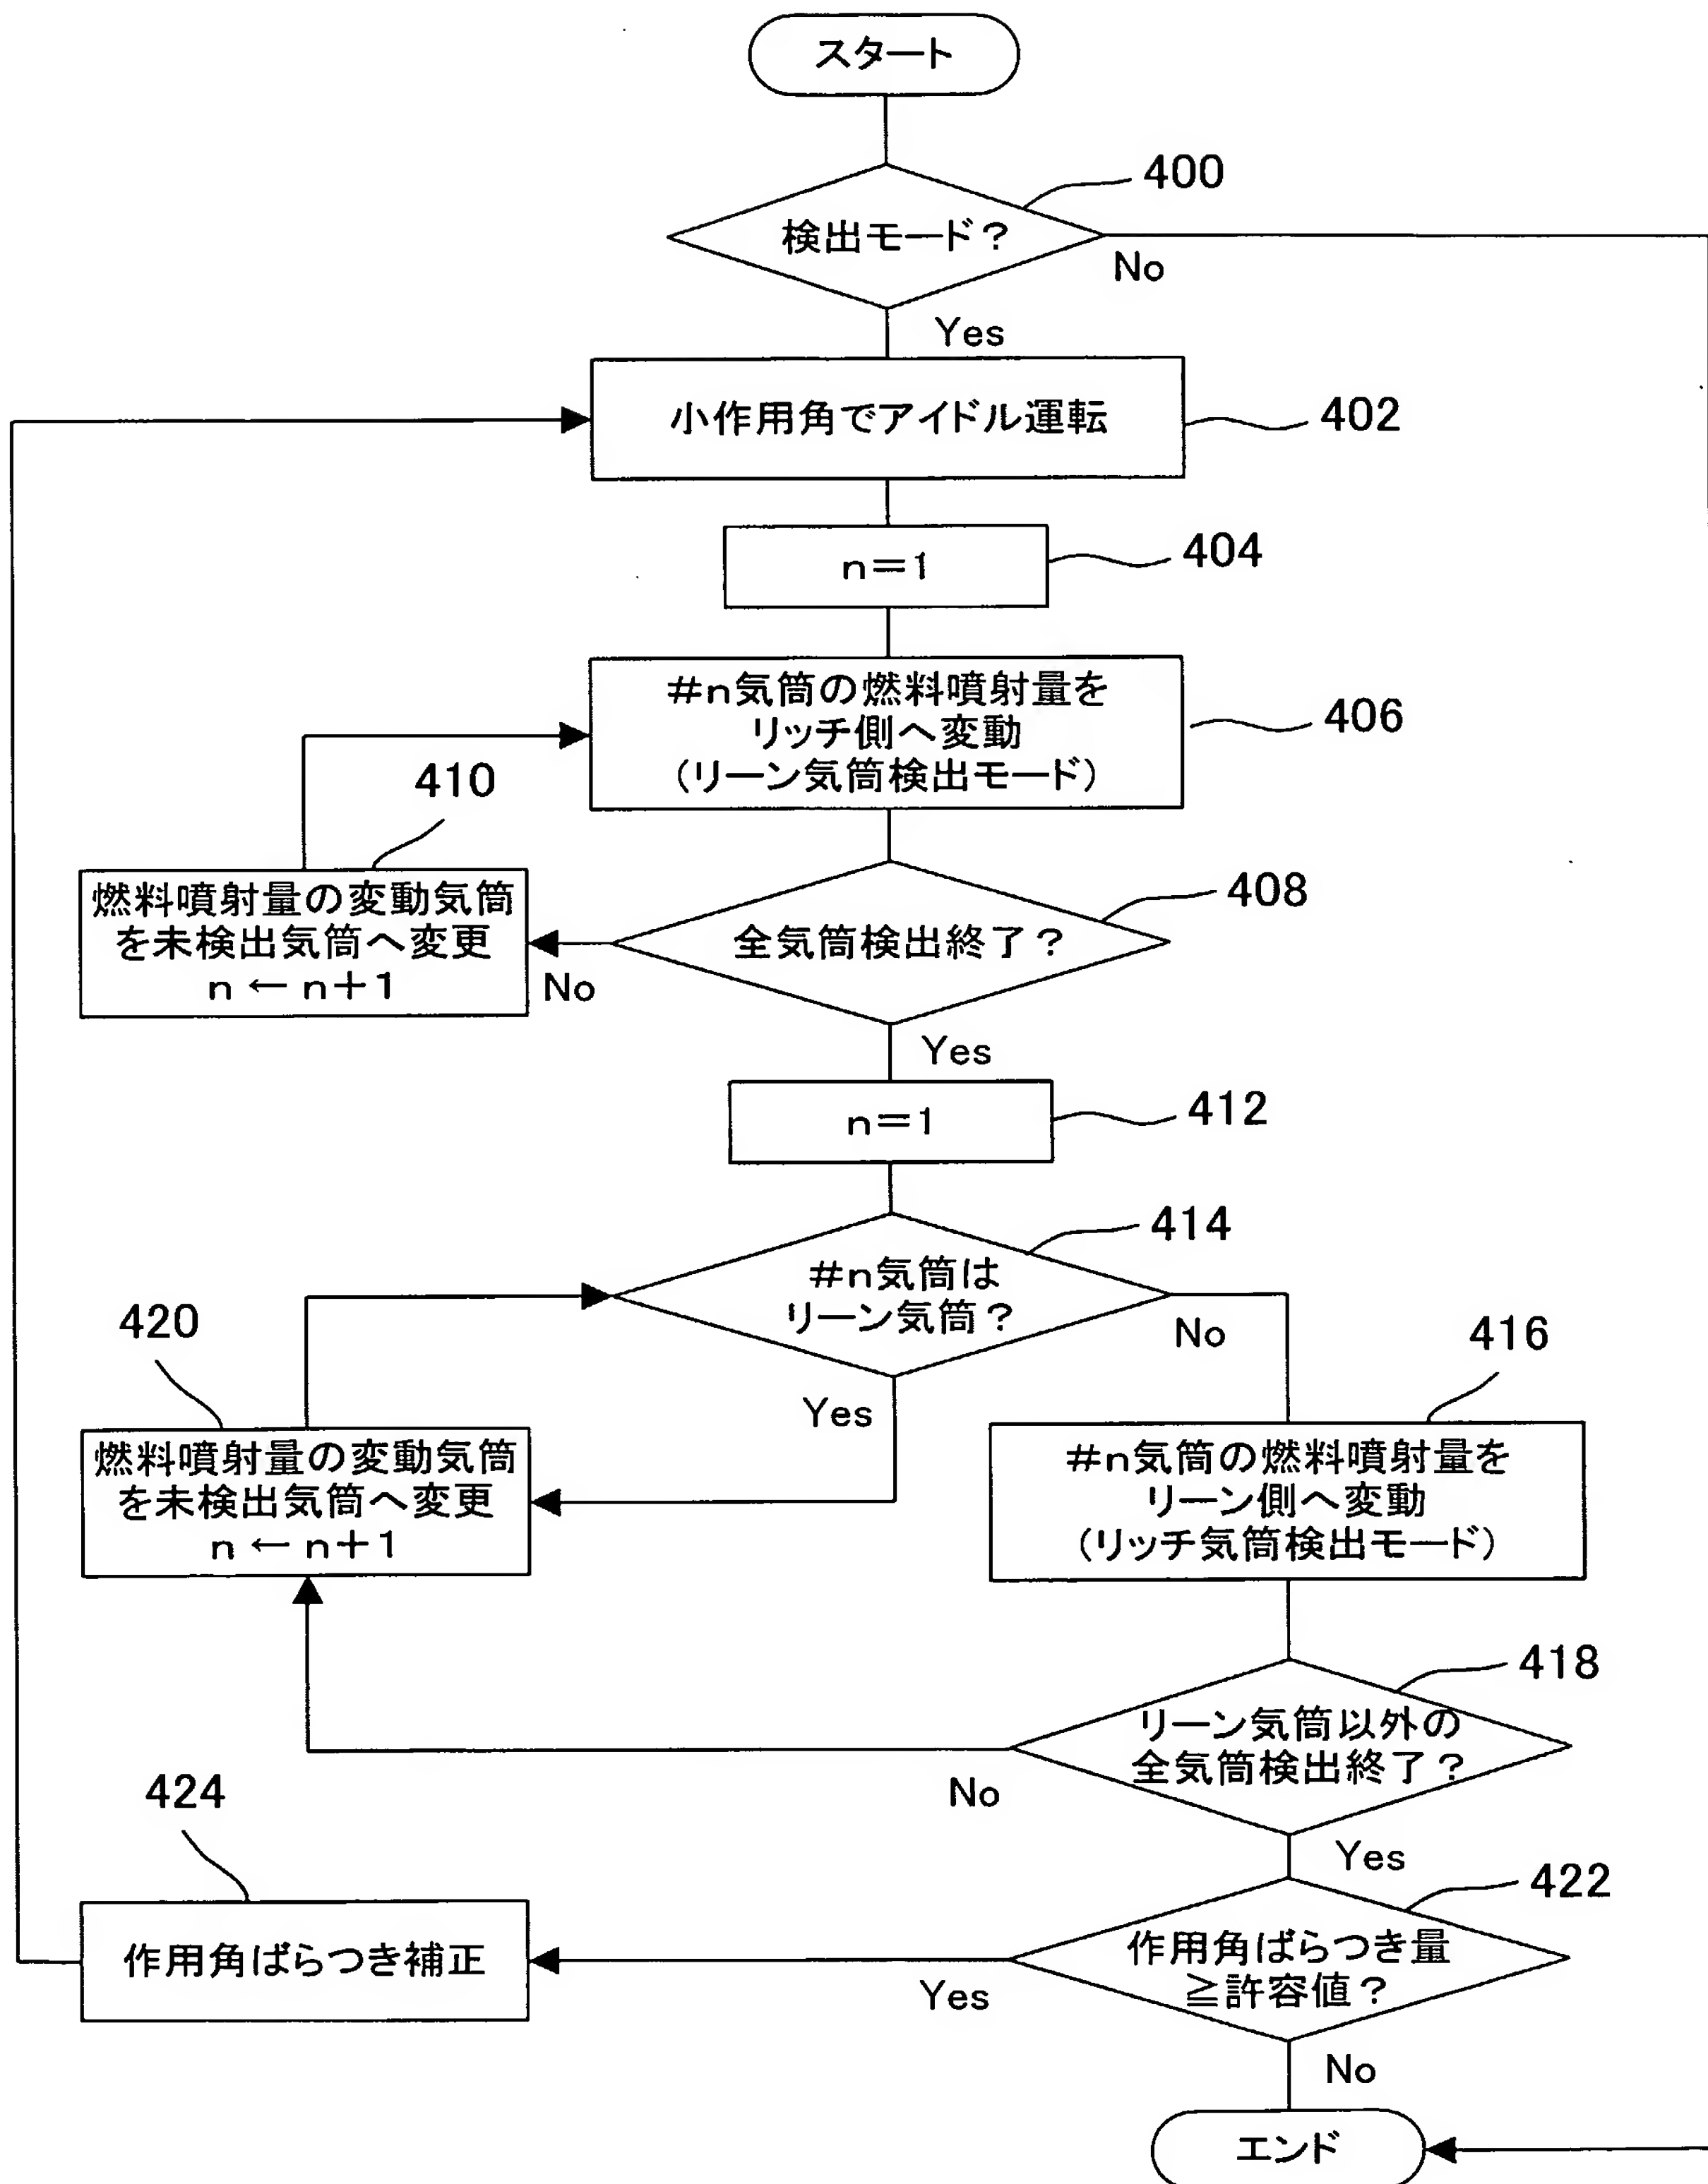 スタート
400
検出モード？
No
Yes
小作用角でアイドル運転
402
n＝1
404
＃n気筒の燃料噴射量を
リッチ側へ変動
（リーン気筒検出モード）
406
410
燃料噴射量の変動気筒
を未検出気筒へ変更
n ← n＋1
408
全気筒検出終了？
No
Yes
n＝1
412
414
＃n気筒は
リーン気筒？
No
Yes
420
燃料噴射量の変動気筒
を未検出気筒へ変更
n ← n＋1
416
＃n気筒の燃料噴射量を
リーン側へ変動
（リッチ気筒検出モード）
418
リーン気筒以外の
全気筒検出終了？
No
Yes
424
作用角ばらつき補正
422
作用角ばらつき量
≧許容値？
Yes
No
エンド